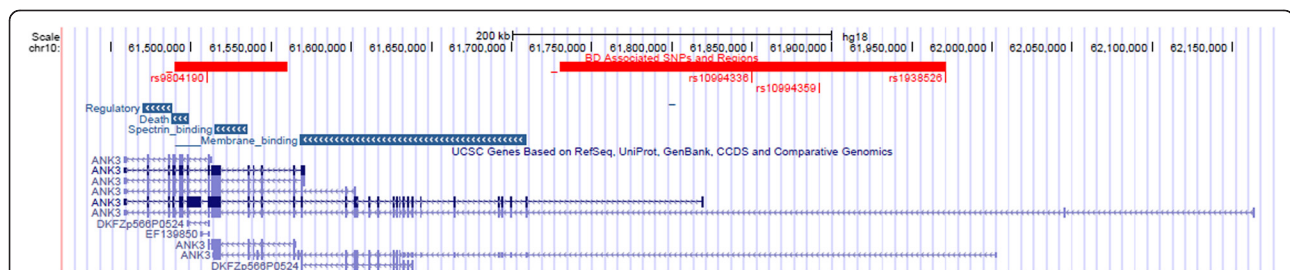 Scale 200 kb hg18
chr10: 61,500,000 61,550,000 61,600,000 61,650,000 61,700,000 61,750,000 61,800,000 61,850,000 61,900,000 61,950,000 62,000,000 62,050,000 62,100,000 62,150,000
BD Associated SNPs and Regions
rs9804190 rs10994336 rs1938526
rs10994359
Regulatory
Death
Spectrin_binding
Membrane_binding
UCSC Genes Based on RefSeq, UniProt, GenBank, CCDS and Comparative Genomics
ANK3
ANK3
ANK3
ANK3
ANK3
ANK3
DKFZp566P0524
EF139850
ANK3
ANK3
DKFZp566P0524